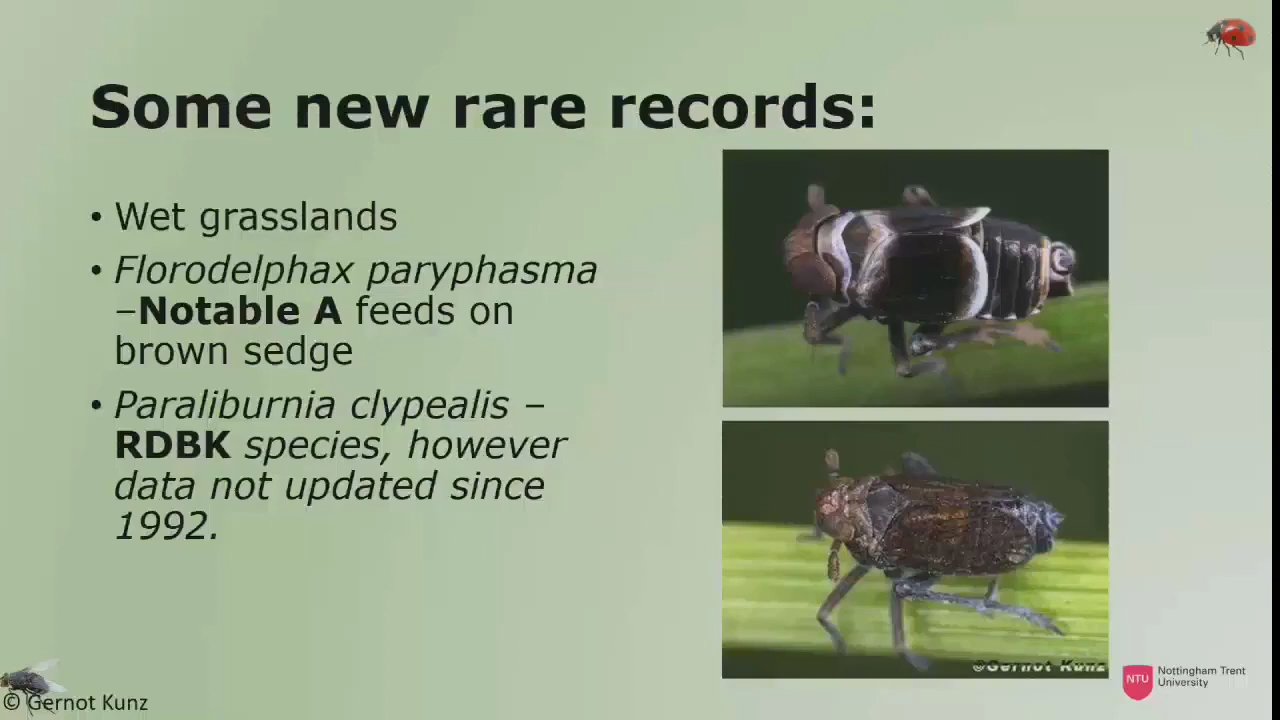 Some new rare records:
• Wet grasslands
• Florodelphax paryphasma
–Notable A feeds on
brown sedge
• Paraliburnia clypealis –
RDBK species, however
data not updated since
1992.
©Gernot Kunz
NTU
Nottingham Trent
University
© Gernot Kunz